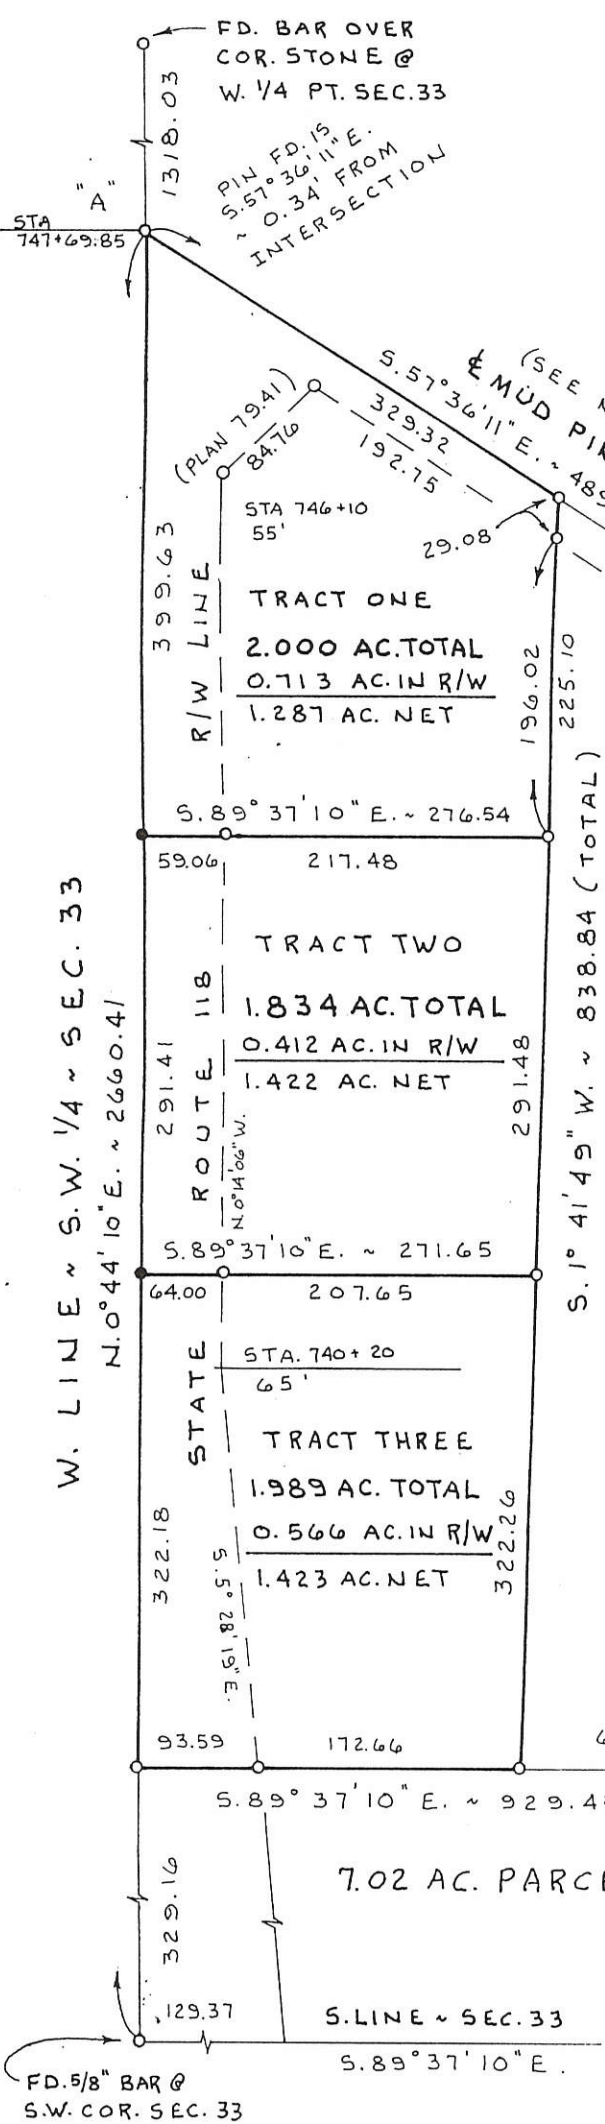 FD. BAR OVER
COR. STONE @
W. 1/4 PT. SEC. 33
1318.03
PIN FD. IS
S.57°36'11"E.
~ 0.34' FROM
INTERSECTION
"A"
STA
747+69.85
(SEE
₵ MUD PI
S.57°36'11"E. ~ 489
329.32
192.75
(PLAN 79.41)
84.76
STA 746+10
55'
29.08
399.63
R/W LINE
TRACT ONE
2.000 AC. TOTAL
0.713 AC. IN R/W
1.287 AC. NET
196.02
225.10
S.89°37'10"E. ~ 276.54
59.06
217.48
W. LINE ~ S.W. 1/4 ~ SEC. 33
N.0°44'10"E. ~ 2660.41
S.1°41'49"W. ~ 838.84 (TOTAL)
TRACT TWO
1.834 AC. TOTAL
0.412 AC. IN R/W
1.422 AC. NET
291.41
STATE ROUTE 118
N.0°14'06"W.
291.48
S.89°37'10"E. ~ 271.65
64.00
207.65
STA. 740+20
65'
TRACT THREE
1.989 AC. TOTAL
0.566 AC. IN R/W
1.423 AC. NET
322.18
S.5°28'19"E.
322.26
93.59
172.66
S.89°37'10"E. ~ 929.4
7.02 AC. PARCE
329.16
129.37
S. LINE ~ SEC. 33
S.89°37'10"E.
FD. 5/8" BAR @
S.W. COR. SEC. 33